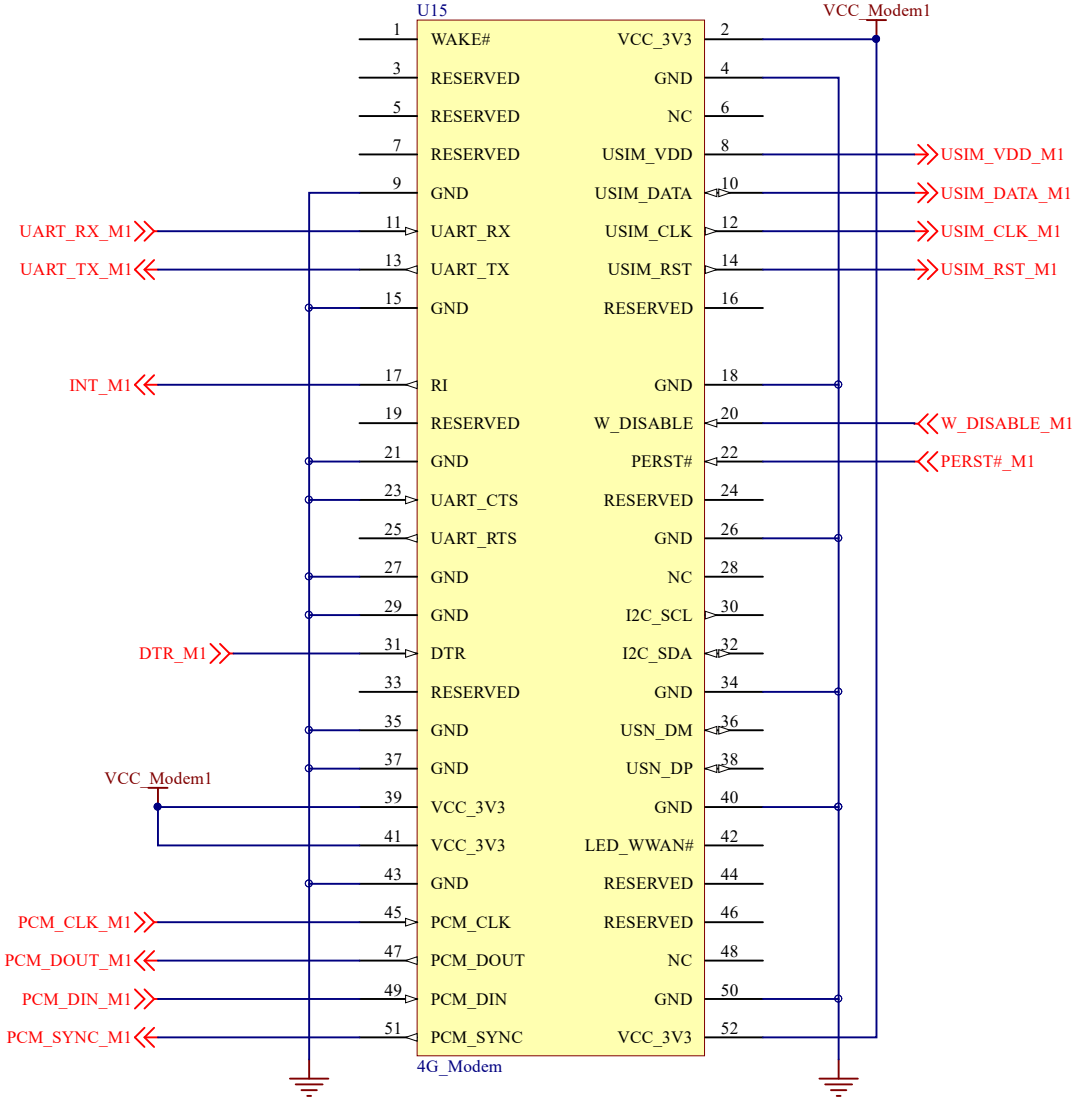 U15 VCC_Modem1
1 WAKE# VCC_3V3 2
3 RESERVED GND 4
5 RESERVED NC 6
7 RESERVED USIM_VDD 8 USIM_VDD_M1
9 GND USIM_DATA 10 USIM_DATA_M1
UART_RX_M1 11 UART_RX USIM_CLK 12 USIM_CLK_M1
UART_TX_M1 13 UART_TX USIM_RST 14 USIM_RST_M1
15 GND RESERVED 16
INT_M1 17 RI GND 18
19 RESERVED W_DISABLE 20 W_DISABLE_M1
21 GND PERST# 22 PERST#_M1
23 UART_CTS RESERVED 24
25 UART_RTS GND 26
27 GND NC 28
29 GND I2C_SCL 30
DTR_M1 31 DTR I2C_SDA 32
33 RESERVED GND 34
35 GND USN_DM 36
37 GND USN_DP 38
VCC_Modem1
39 VCC_3V3 GND 40
41 VCC_3V3 LED_WWAN# 42
43 GND RESERVED 44
PCM_CLK_M1 45 PCM_CLK RESERVED 46
PCM_DOUT_M1 47 PCM_DOUT NC 48
PCM_DIN_M1 49 PCM_DIN GND 50
PCM_SYNC_M1 51 PCM_SYNC VCC_3V3 52
4G_Modem